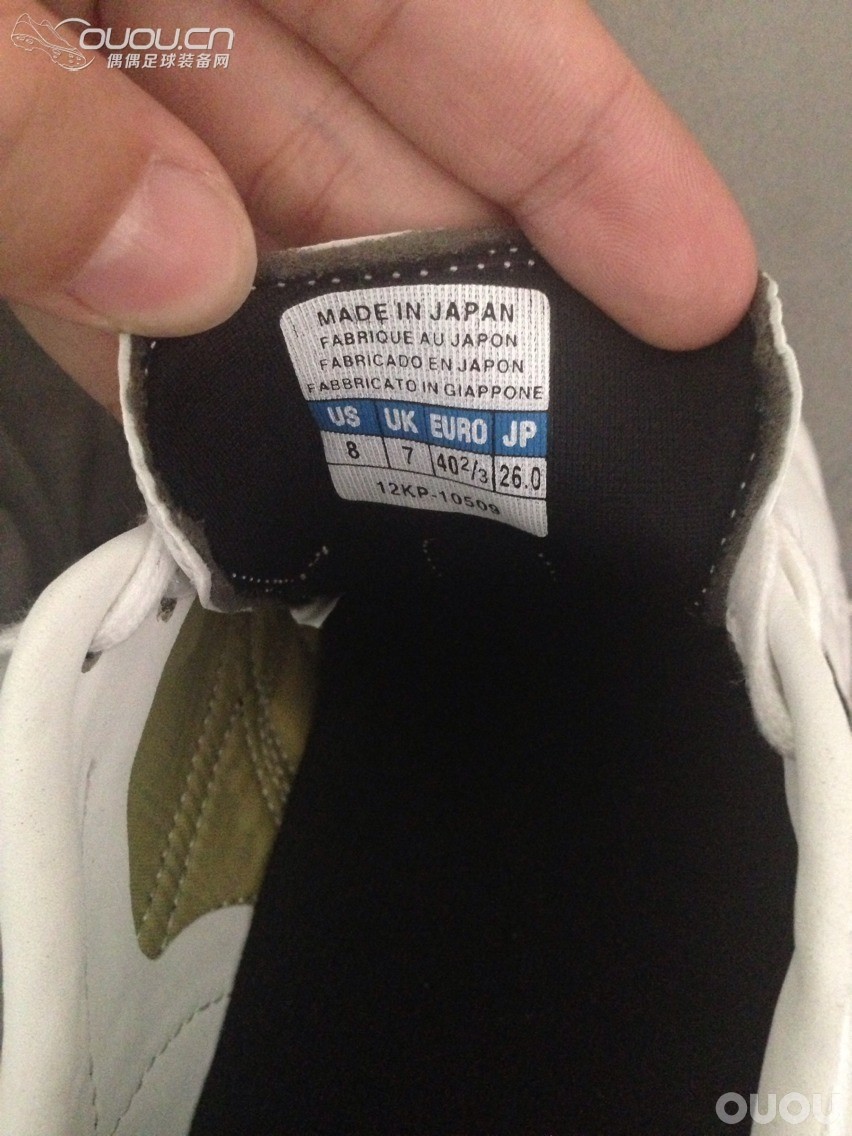 OUOU.CN
偶偶足球装备网
MADE IN JAPAN
FABRIQUE AU JAPON
FABRICADO EN JAPON
FABBRICATO IN GIAPPONE
US UK EURO JP
8 7 40 2/3 26.0
12KP-10509
OUOU